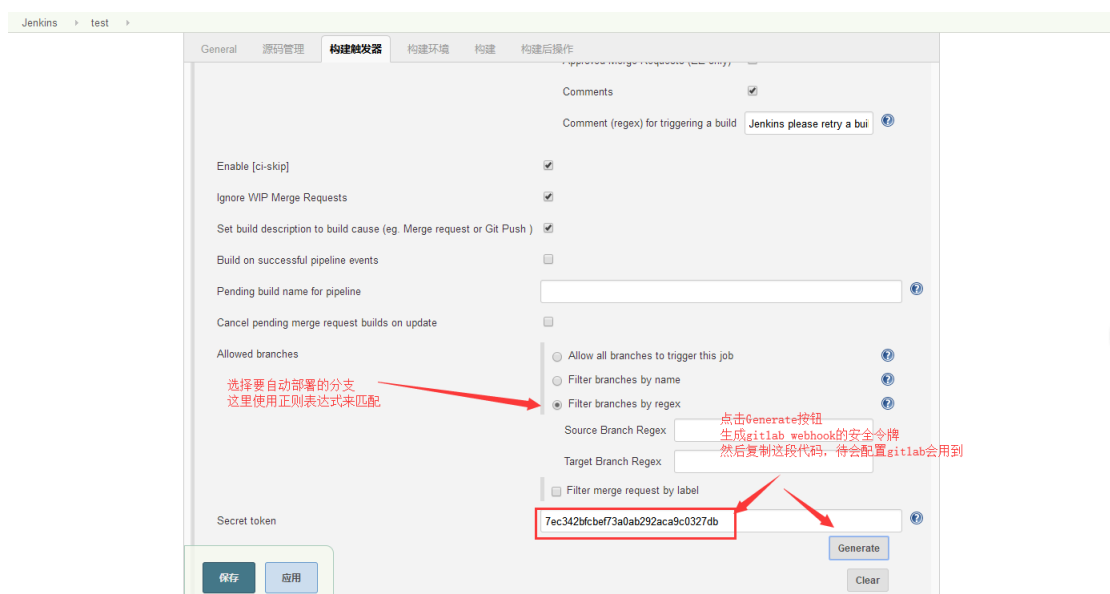 Jenkins test
General 源码管理 构建触发器 构建环境 构建 构建后操作
Approved Merge Requests (EE only)
Comments
Comment (regex) for triggering a build Jenkins please retry a bui
Enable [ci-skip]
Ignore WIP Merge Requests
Set build description to build cause (eg. Merge request or Git Push )
Build on successful pipeline events
Pending build name for pipeline
Cancel pending merge request builds on update
Allowed branches
Allow all branches to trigger this job
Filter branches by name
选择要自动部署的分支
这里使用正则表达式来匹配
Filter branches by regex
点击Generate按钮
生成gitlab webhook的安全令牌
然后复制这段代码，待会配置gitlab会用到
Source Branch Regex
Target Branch Regex
Filter merge request by label
Secret token 7ec342bfcbef73a0ab292aca9c0327db
Generate
保存 应用 Clear